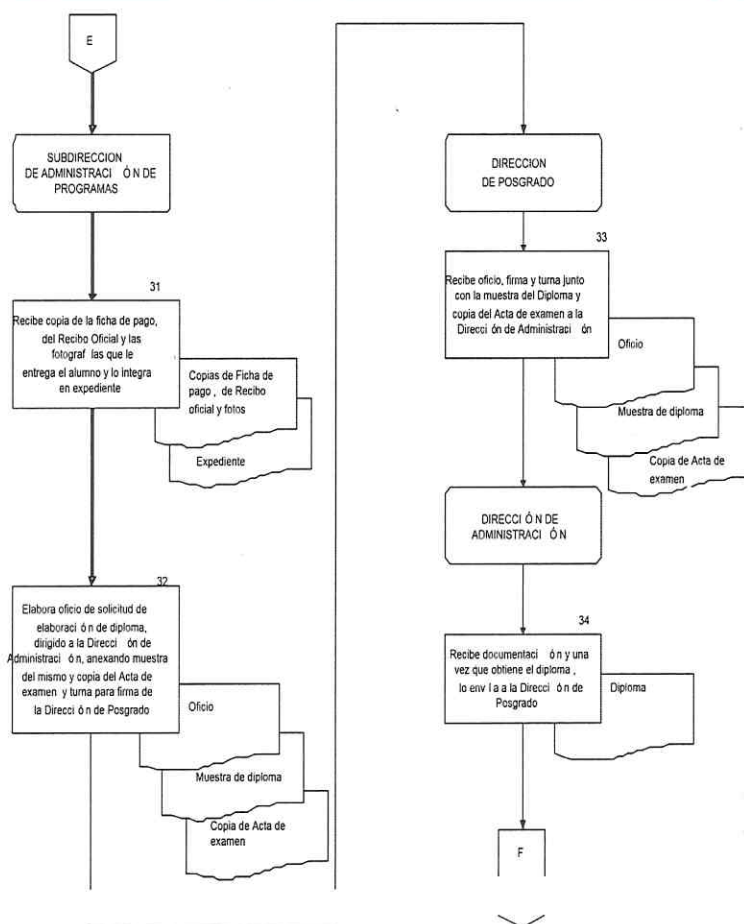 E
SUBDIRECCION
DE ADMINISTRACI Ó N DE
PROGRAMAS
31
Recibe copia de la ficha de pago,
del Recibo Oficial y las
fotograf ías que le
entrega el alumno y lo integra
en expediente
Copias de Ficha de
pago , de Recibo
oficial y fotos
Expediente
32
Elabora oficio de solicitud de
elaboraci ó n de diploma,
dirigido a la Direcci ón de
Administraci ó n, anexando muestra
del mismo y copia del Acta de
examen y turna para firma de
la Direcci ó n de Posgrado
Oficio
Muestra de diploma
Copia de Acta de
examen
DIRECCION
DE POSGRADO
33
Recibe oficio, firma y turna junto
con la muestra del Diploma y
copia del Acta de examen a la
Direcci ón de Administraci ón
Oficio
Muestra de diploma
Copia de Acta de
examen
DIRECCI Ó N DE
ADMINISTRACI Ó N
34
Recibe documentaci ó n y una
vez que obtiene el diploma ,
lo env í a a la Direcci ón de
Posgrado
Diploma
F